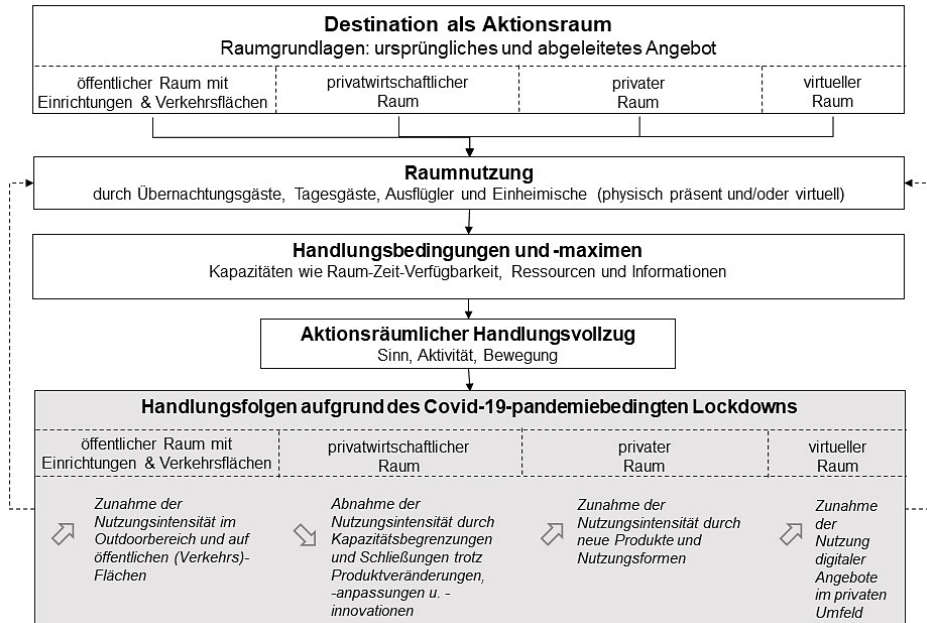 Destination als Aktionsraum
Raumgrundlagen: ursprüngliches und abgeleitetes Angebot
öffentlicher Raum mit
Einrichtungen & Verkehrsflächen
privatwirtschaftlicher
Raum
privater
Raum
virtueller
Raum
Raumnutzung
durch Übernachtungsgäste, Tagesgäste, Ausflügler und Einheimische (physisch präsent und/oder virtuell)
Handlungsbedingungen und -maximen
Kapazitäten wie Raum-Zeit-Verfügbarkeit, Ressourcen und Informationen
Aktionsräumlicher Handlungsvollzug
Sinn, Aktivität, Bewegung
Handlungsfolgen aufgrund des Covid-19-pandemiebedingten Lockdowns
öffentlicher Raum mit
Einrichtungen & Verkehrsflächen
privatwirtschaftlicher
Raum
privater
Raum
virtueller
Raum
Zunahme der
Nutzungsintensität im
Outdoorbereich und auf
öffentlichen (Verkehrs)-
Flächen
Abnahme der
Nutzungsintensität durch
Kapazitätsbegrenzungen
und Schließungen trotz
Produktveränderungen,
-anpassungen u. -
innovationen
Zunahme der
Nutzungsintensität durch
neue Produkte und
Nutzungsformen
Zunahme
der
Nutzung
digitaler
Angebote
im privaten
Umfeld